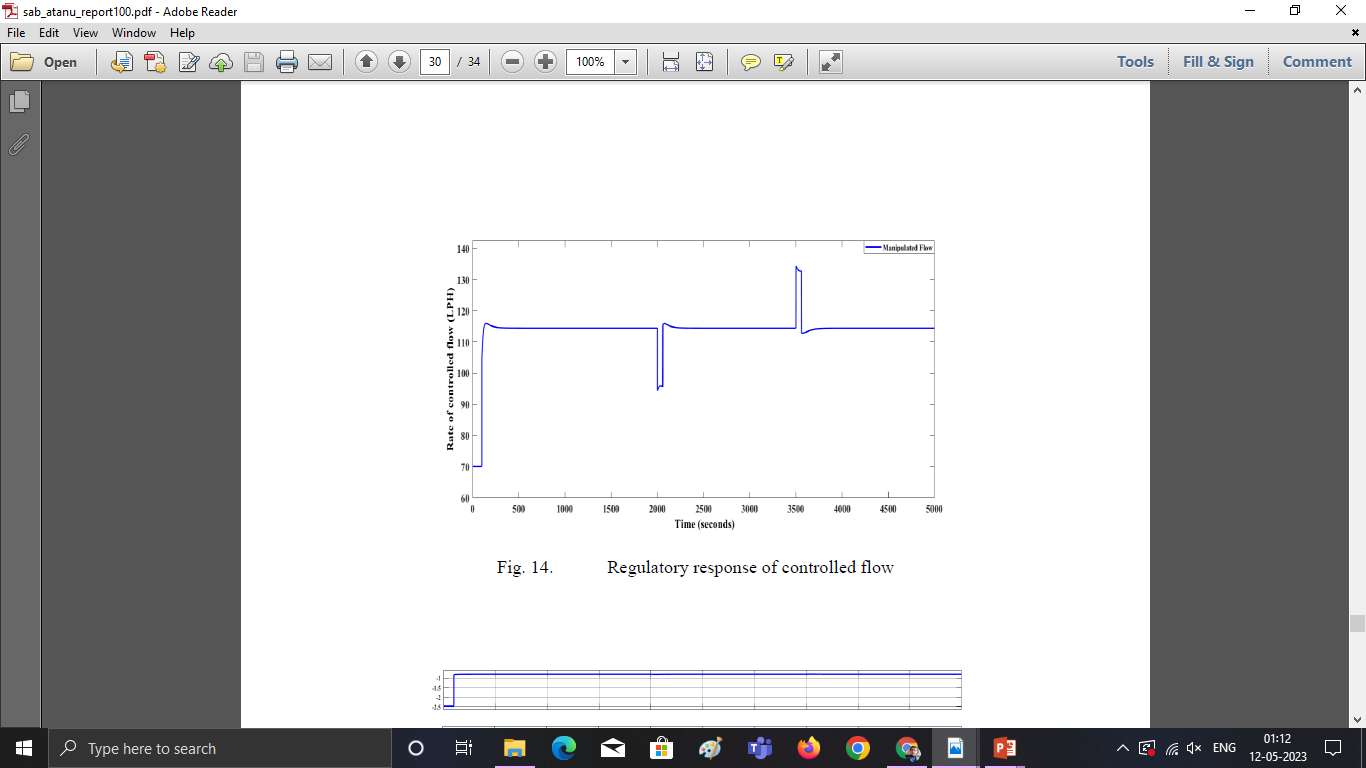 sab_atanu_report100.pdf - Adobe Reader
File Edit View Window Help
Open 30 / 34 100% Tools Fill & Sign Comment
Manipulated Flow
140
130
120
110
100
90
80
70
60
Rate of controlled flow (LPH)
0 500 1000 1500 2000 2500 3000 3500 4000 4500 5000
Time (seconds)
Fig. 14. Regulatory response of controlled flow
-1
-1.5
-2
-2.5
Type here to search
ENG
01:12
12-05-2023